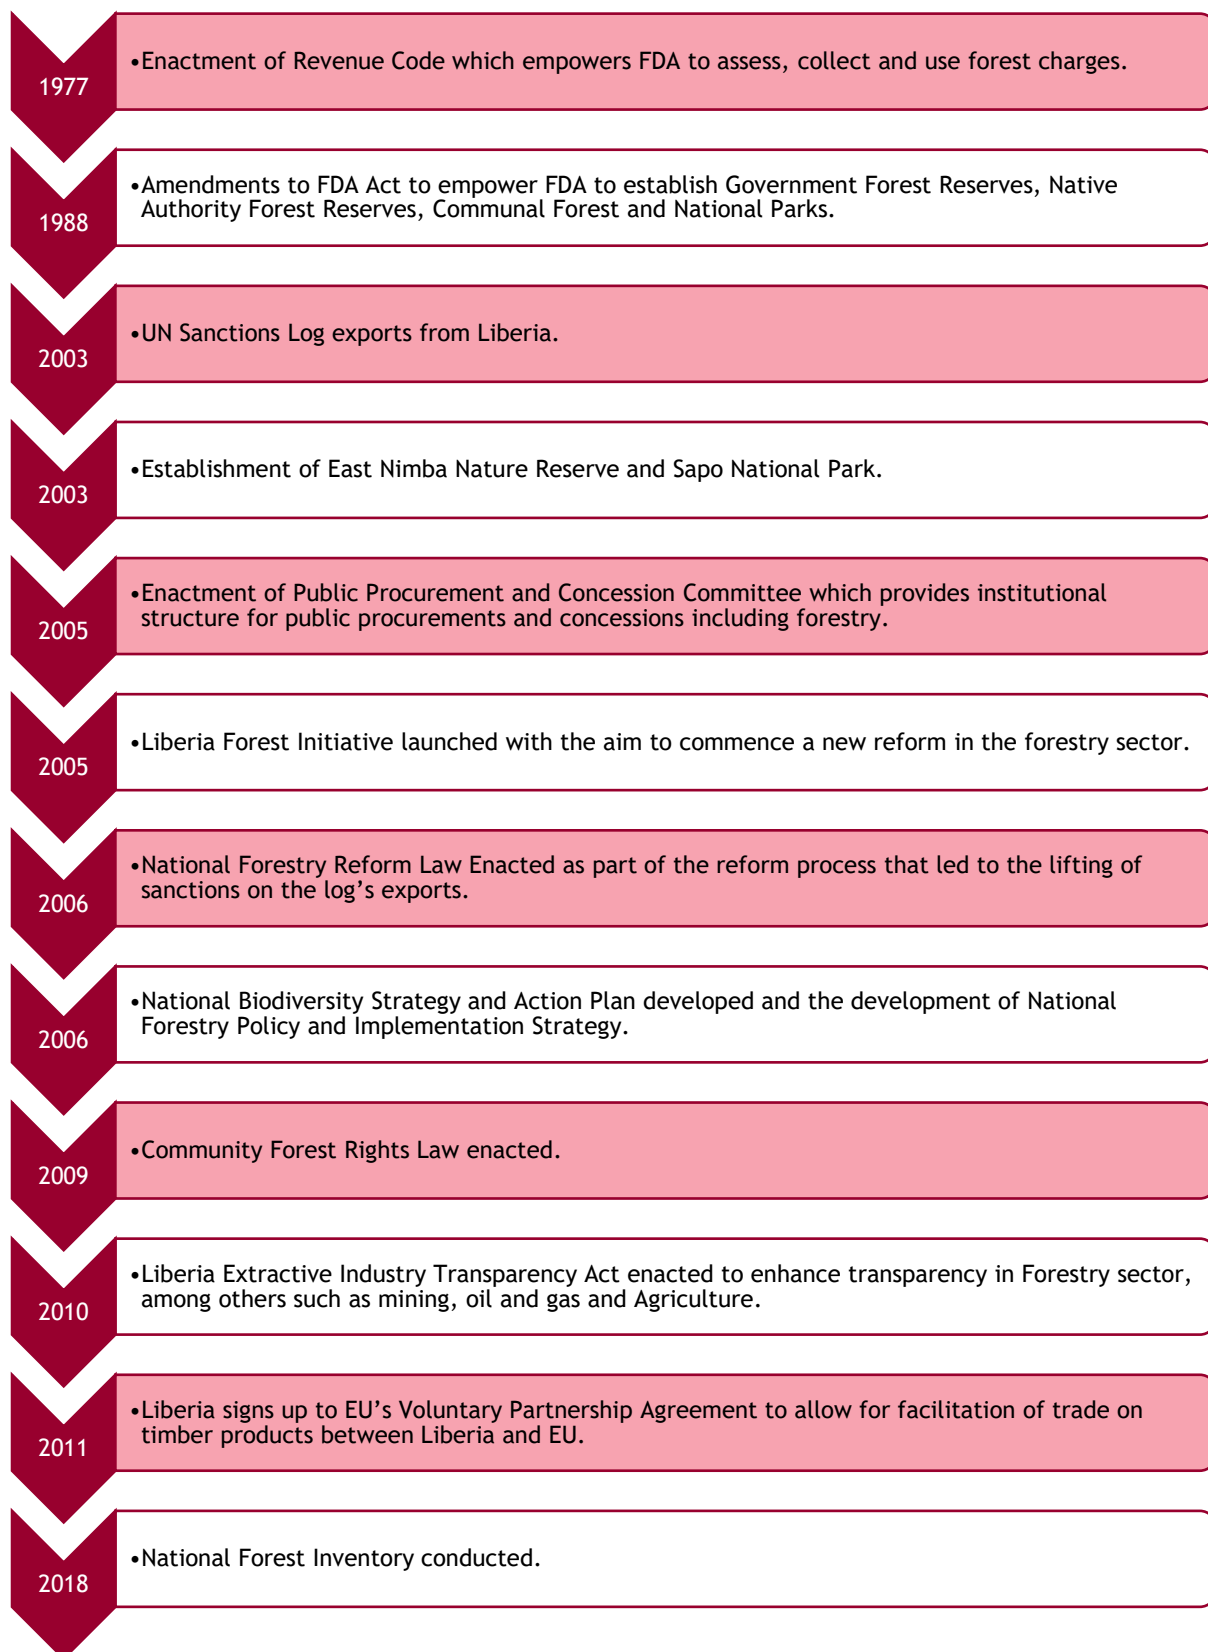 1977
•Enactment of Revenue Code which empowers FDA to assess, collect and use forest charges.
1988
•Amendments to FDA Act to empower FDA to establish Government Forest Reserves, Native
Authority Forest Reserves, Communal Forest and National Parks.
2003
•UN Sanctions Log exports from Liberia.
2003
•Establishment of East Nimba Nature Reserve and Sapo National Park.
2005
•Enactment of Public Procurement and Concession Committee which provides institutional
structure for public procurements and concessions including forestry.
2005
•Liberia Forest Initiative launched with the aim to commence a new reform in the forestry sector.
2006
•National Forestry Reform Law Enacted as part of the reform process that led to the lifting of
sanctions on the log’s exports.
2006
•National Biodiversity Strategy and Action Plan developed and the development of National
Forestry Policy and Implementation Strategy.
2009
•Community Forest Rights Law enacted.
2010
•Liberia Extractive Industry Transparency Act enacted to enhance transparency in Forestry sector,
among others such as mining, oil and gas and Agriculture.
2011
•Liberia signs up to EU’s Voluntary Partnership Agreement to allow for facilitation of trade on
timber products between Liberia and EU.
2018
•National Forest Inventory conducted.